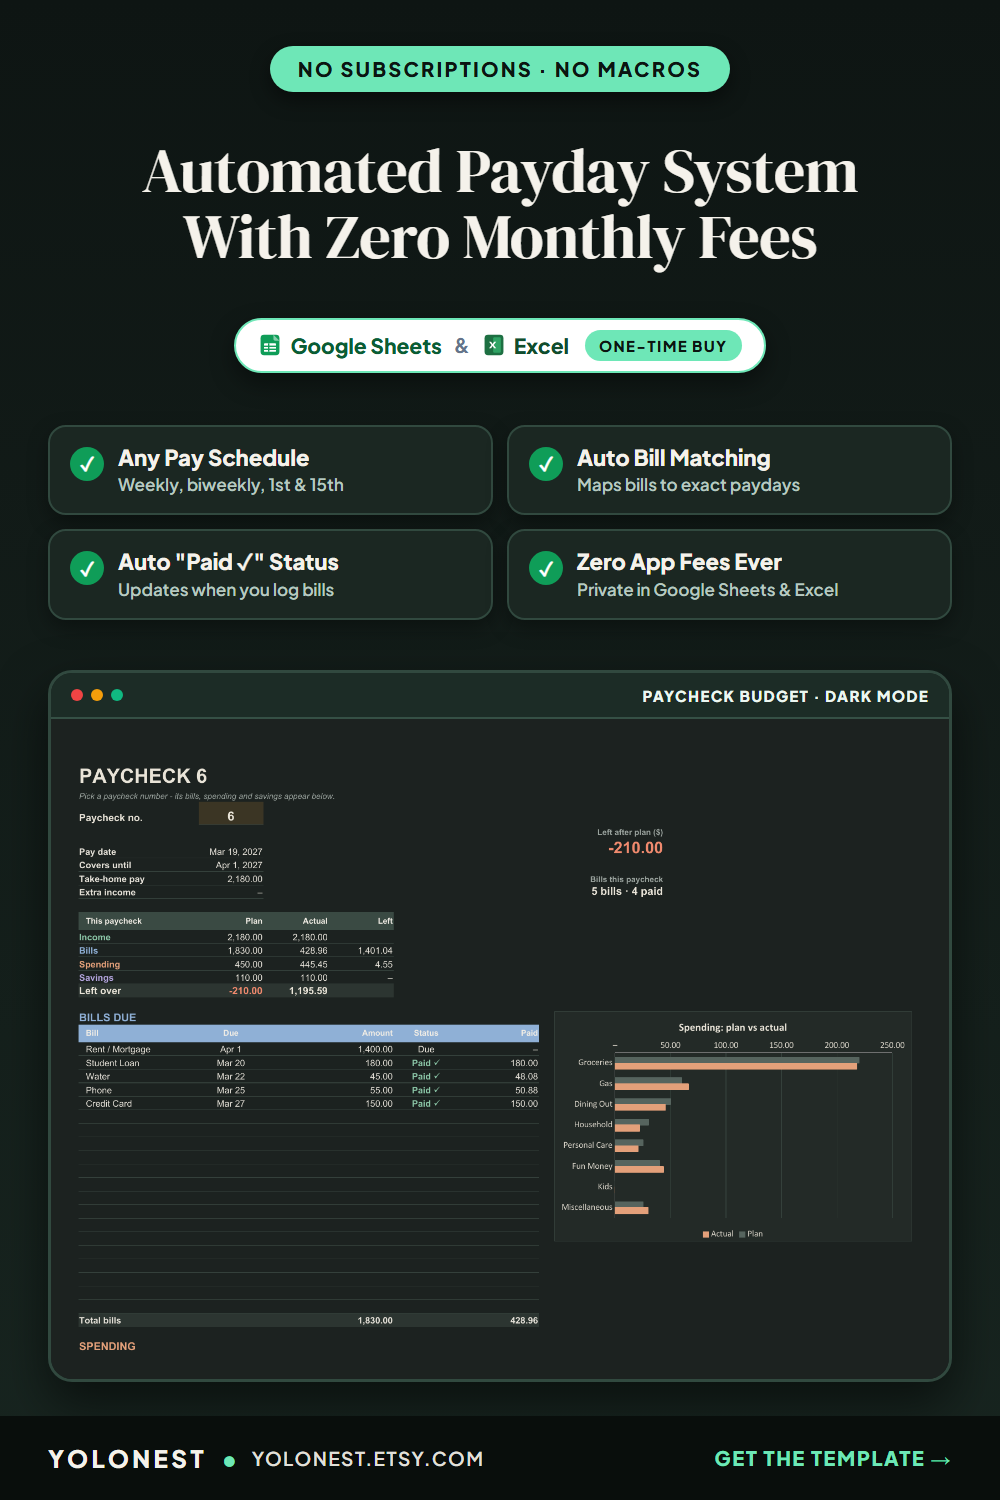 NO SUBSCRIPTIONS · NO MACROS
Automated Payday System
With Zero Monthly Fees
Google Sheets & Excel ONE-TIME BUY
Any Pay Schedule
Weekly, biweekly, 1st & 15th
Auto Bill Matching
Maps bills to exact paydays
Auto "Paid ✓" Status
Updates when you log bills
Zero App Fees Ever
Private in Google Sheets & Excel
PAYCHECK BUDGET · DARK MODE
PAYCHECK 6
Pick a paycheck number - its bills, spending and savings appear below.
Paycheck no. 6
Pay date Mar 19, 2027
Covers until Apr 1, 2027
Take-home pay 2,180.00
Extra income –
Left after plan ($)
-210.00
Bills this paycheck
5 bills · 4 paid
This paycheck Plan Actual Left
Income 2,180.00 2,180.00
Bills 1,830.00 428.96 1,401.04
Spending 450.00 445.45 4.55
Savings 110.00 110.00 –
Left over -210.00 1,195.59
BILLS DUE
Bill Due Amount Status Paid
Rent / Mortgage Apr 1 1,400.00 Due –
Student Loan Mar 20 180.00 Paid ✓ 180.00
Water Mar 22 45.00 Paid ✓ 48.08
Phone Mar 25 55.00 Paid ✓ 50.88
Credit Card Mar 27 150.00 Paid ✓ 150.00
Total bills 1,830.00 428.96
SPENDING
Spending: plan vs actual
– 50.00 100.00 150.00 200.00 250.00
Groceries
Gas
Dining Out
Household
Personal Care
Fun Money
Kids
Miscellaneous
Actual Plan
YOLONEST • YOLONEST.ETSY.COM
GET THE TEMPLATE →